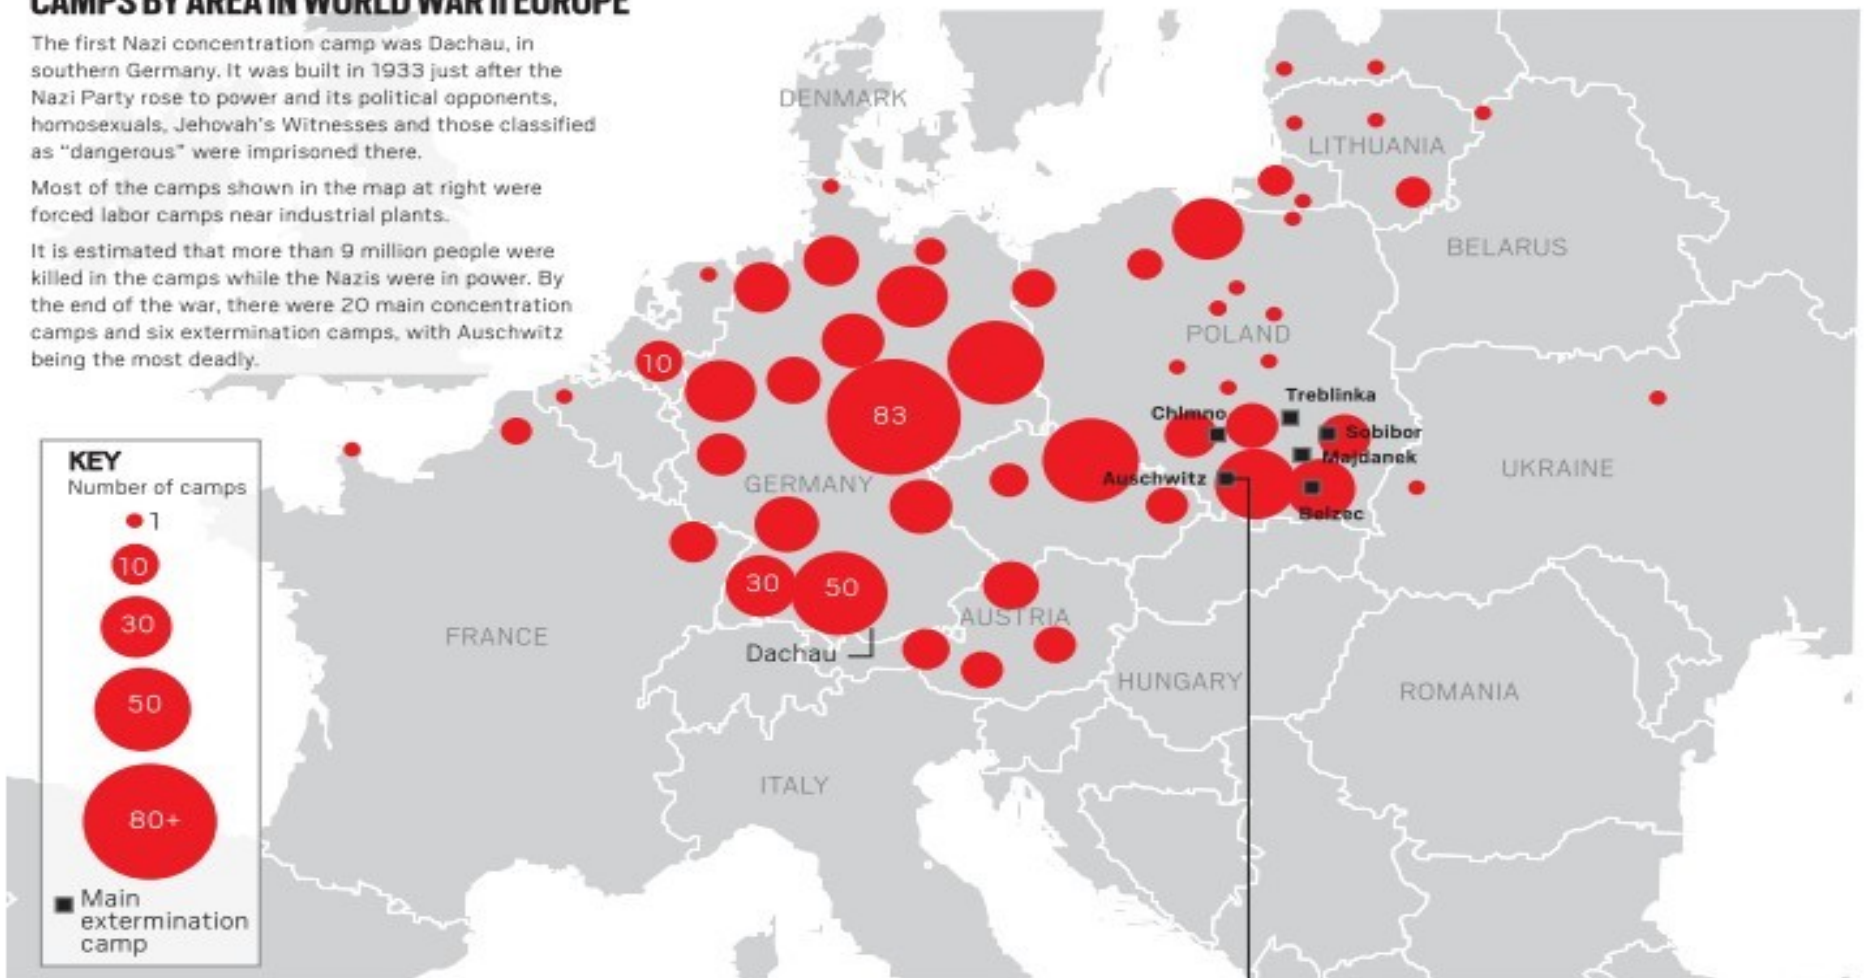 CAMPS BY AREA IN WORLD WAR II EUROPE
The first Nazi concentration camp was Dachau, in
southern Germany. It was built in 1933 just after the
Nazi Party rose to power and its political opponents,
homosexuals, Jehovah's Witnesses and those classified
as "dangerous" were imprisoned there.
Most of the camps shown in the map at right were
forced labor camps near industrial plants.
It is estimated that more than 9 million people were
killed in the camps while the Nazis were in power. By
the end of the war, there were 20 main concentration
camps and six extermination camps, with Auschwitz
being the most deadly.
KEY
Number of camps
1
10
30
50
80+
Main
extermination
camp
DENMARK
LITHUANIA
BELARUS
POLAND
10
Treblinka
Chlmno
83
Sobibor
Majdanek
UKRAINE
Auschwitz
GERMANY
Belzec
30
50
AUSTRIA
FRANCE
Dachau
HUNGARY
ROMANIA
ITALY